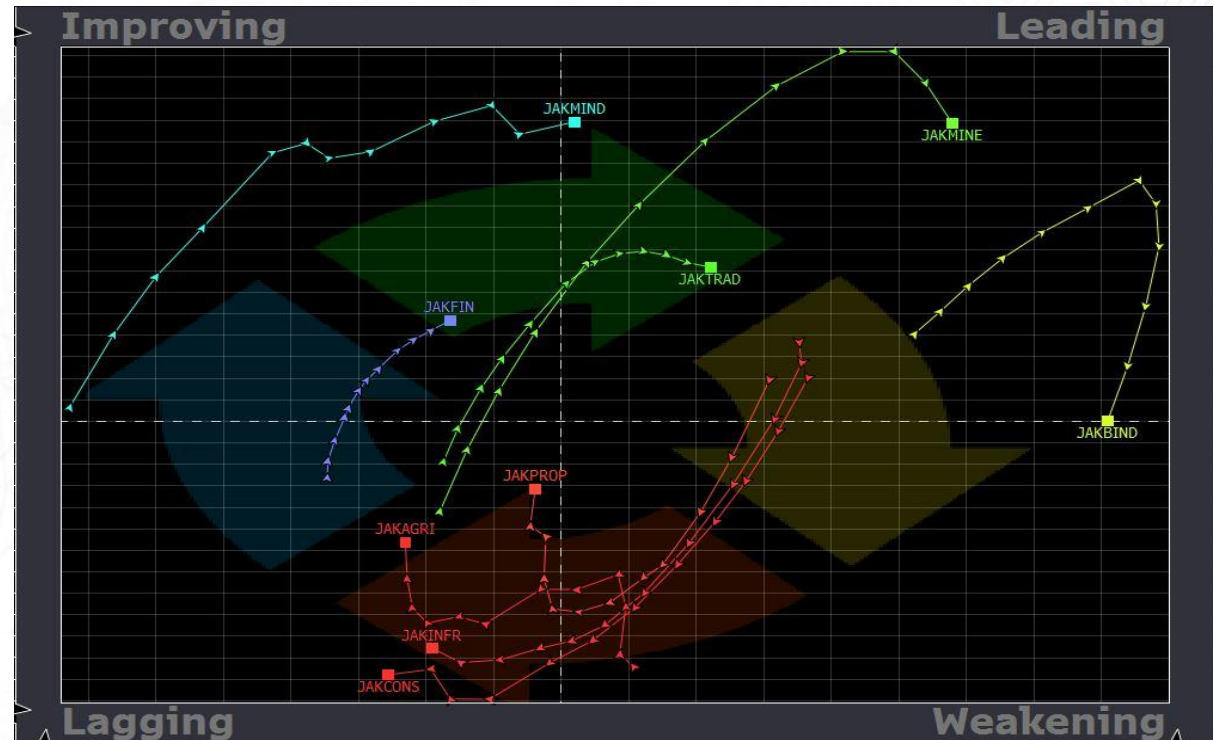 Improving
Leading
JAKMIND
JAKMINE
JAKTRAD
JAKFIN
JAKBIND
JAKPROP
JAKAGRI
JAKINFR
JAKCONS
Lagging
Weakening